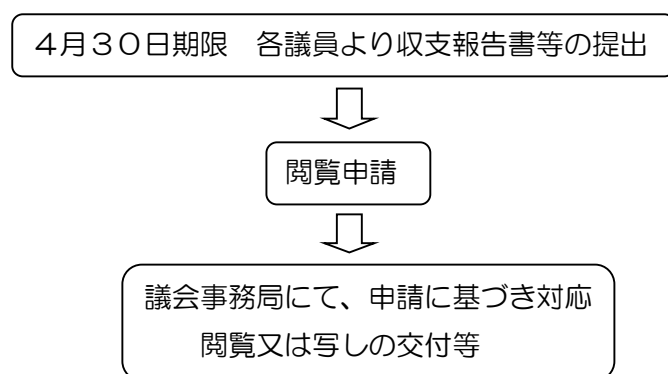 ４月３０日期限　各議員より収支報告書等の提出
閲覧申請
議会事務局にて、申請に基づき対応
閲覧又は写しの交付等